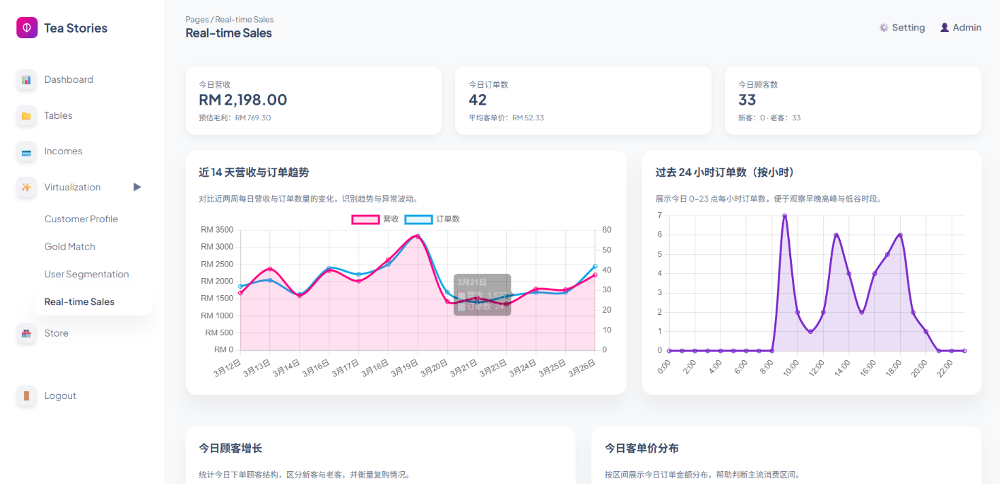 Tea Stories
Dashboard
Tables
Incomes
Virtualization
Customer Profile
Gold Match
User Segmentation
Real-time Sales
Store
Logout
Pages / Real-time Sales
Real-time Sales
Setting
Admin
今日营收
RM 2,198.00
预估毛利：RM 769.30
今日订单数
42
平均客单价：RM 52.33
今日顾客数
33
新客：0 · 老客：33
近 14 天营收与订单趋势
对比近两周每日营收与订单数量的变化，识别趋势与异常波动。
营收 订单数
RM 3500
RM 3000
RM 2500
RM 2000
RM 1500
RM 1000
RM 500
RM 0
60
50
40
30
20
10
0
3月21日
营收: 1,527
订单数: 24
3月12日 3月13日 3月14日 3月16日 3月17日 3月18日 3月19日 3月20日 3月21日 3月23日 3月24日 3月25日 3月26日
过去 24 小时订单数（按小时）
展示今日 0–23 点每小时订单数，便于观察早晚高峰与低谷时段。
7
6
5
4
3
2
1
0
0:00 2:00 4:00 6:00 8:00 10:00 12:00 14:00 16:00 18:00 20:00 22:00
今日顾客增长
统计今日下单顾客结构，区分新客与老客，并衡量复购情况。
今日客单价分布
按区间展示今日订单金额分布，帮助判断主流消费区间。